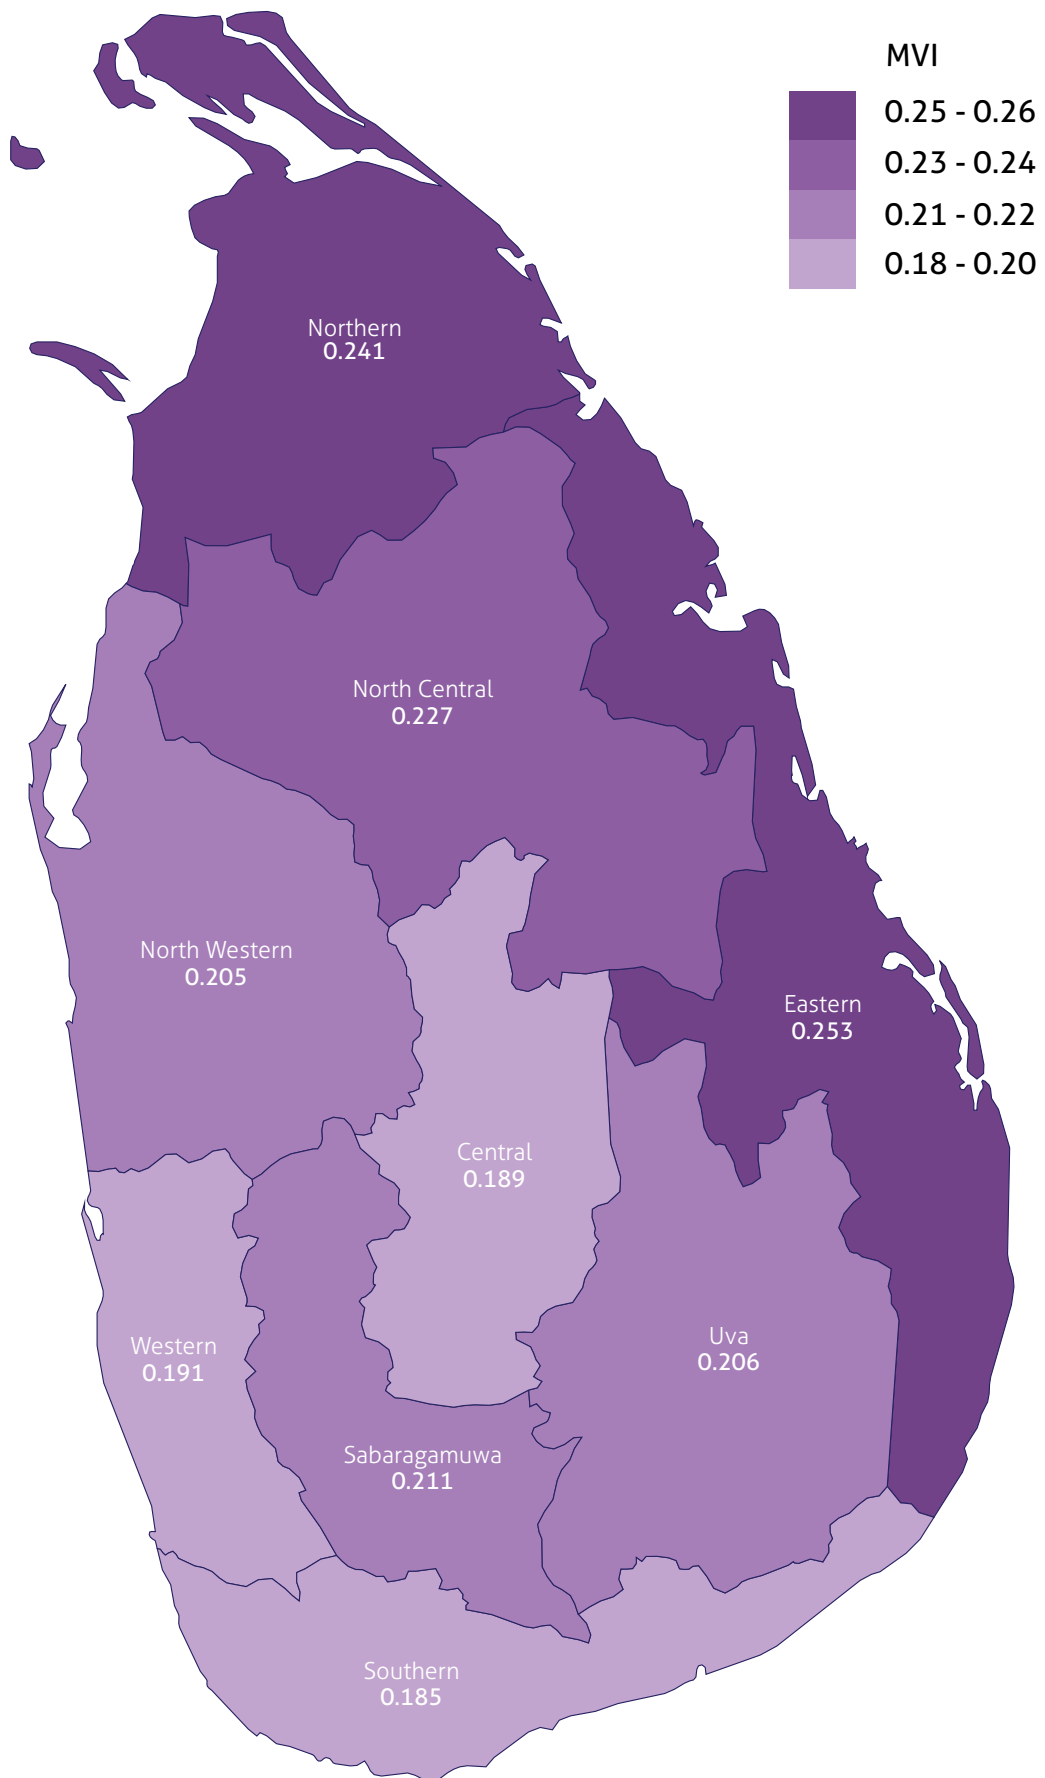 MVI
0.25 - 0.26
0.23 - 0.24
0.21 - 0.22
0.18 - 0.20
Northern
0.241
North Central
0.227
North Western
0.205
Eastern
0.253
Central
0.189
Western
0.191
Uva
0.206
Sabaragamuwa
0.211
Southern
0.185